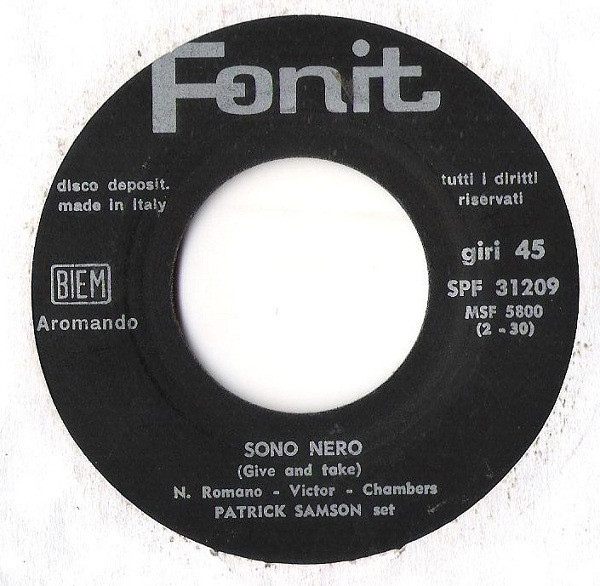 Fonit
disco deposit.
made in Italy
tutti i diritti
riservati
giri 45
BIEM
SPF 31209
MSF 5800
(2 - 30)
Aromando
SONO NERO
(Give and take)
N. Romano - Victor - Chambers
PATRICK SAMSON set